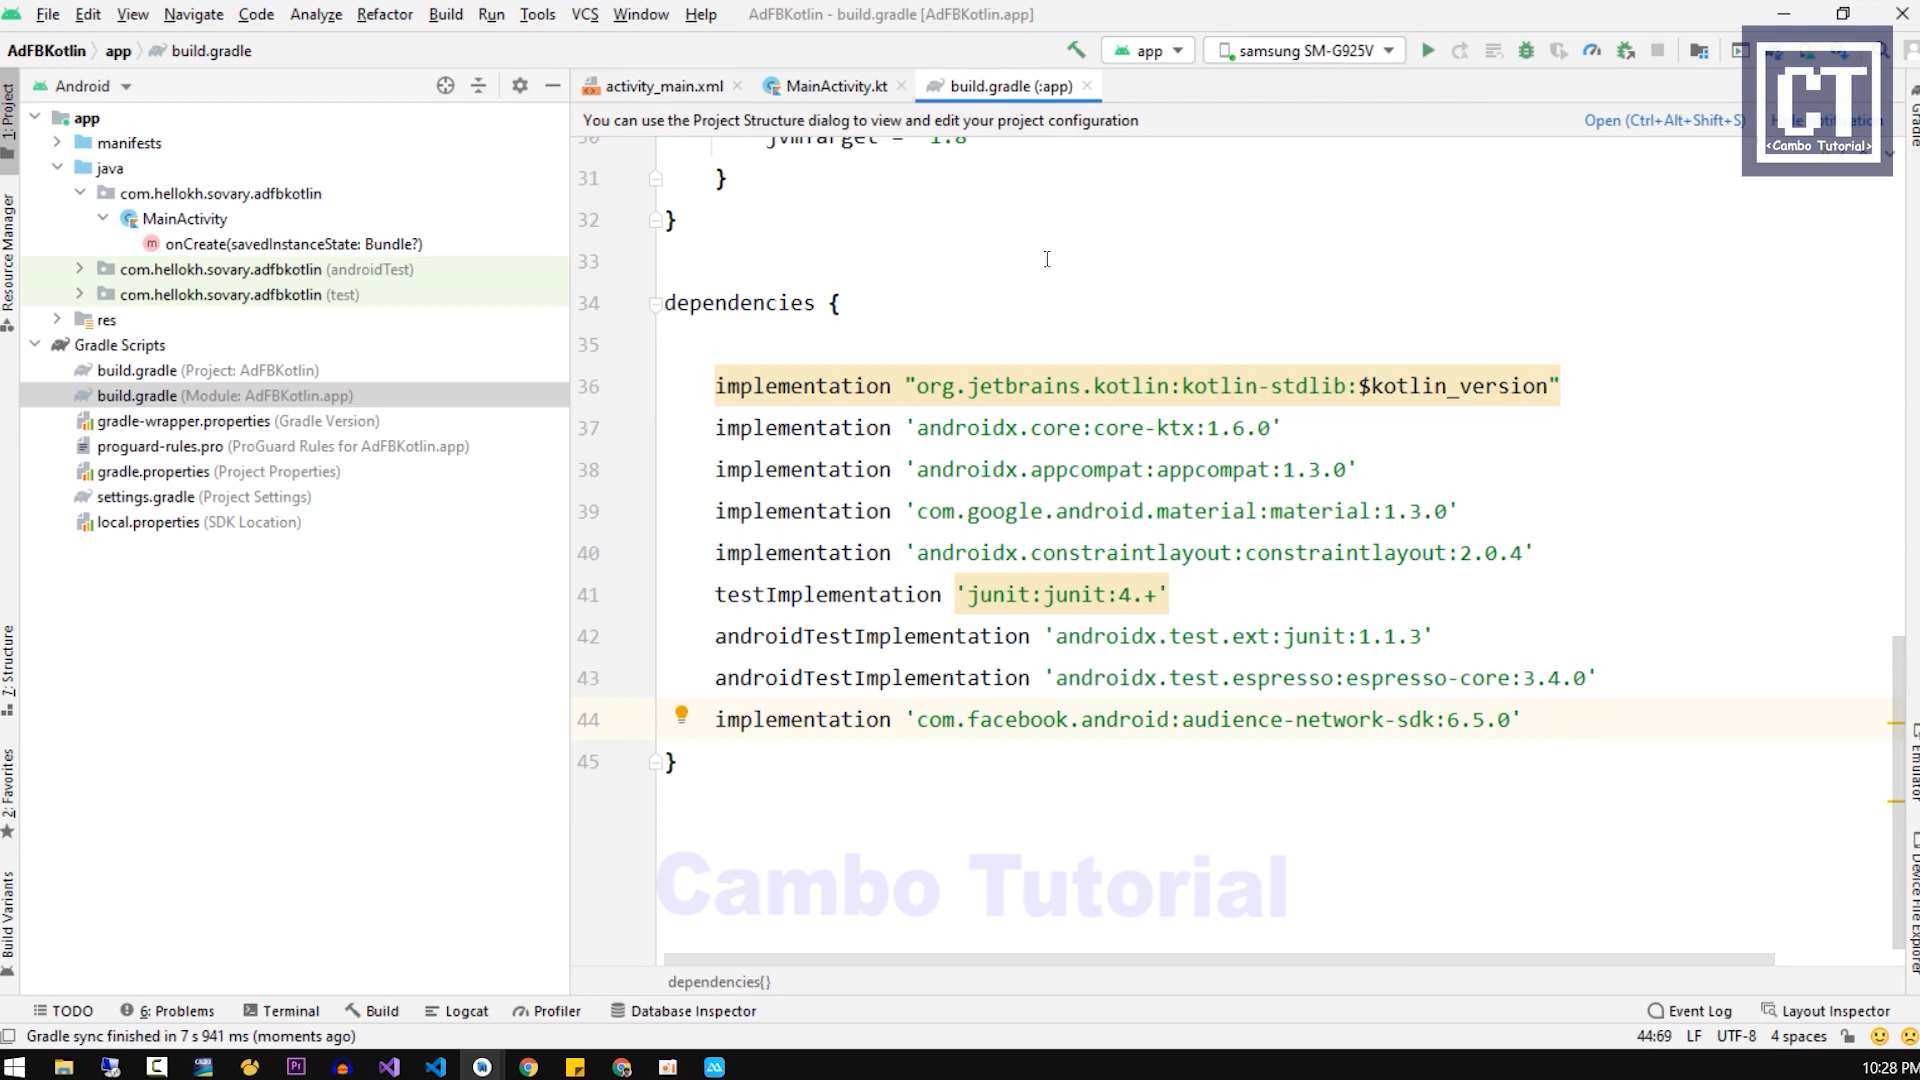 File Edit View Navigate Code Analyze Refactor Build Run Tools VCS Window Help AdFBKotlin - build.gradle [AdFBKotlin.app]
AdFBKotlin app build.gradle app samsung SM-G925V
CT
<Cambo Tutorial>
Android
activity_main.xml MainActivity.kt build.gradle (:app)
You can use the Project Structure dialog to view and edit your project configuration Open (Ctrl+Alt+Shift+S)
1: Project
Resource Manager
7: Structure
2: Favorites
Build Variants
Gradle
Emulator
Device File Explorer
app
manifests
java
com.hellokh.sovary.adfbkotlin
MainActivity
m onCreate(savedInstanceState: Bundle?)
com.hellokh.sovary.adfbkotlin (androidTest)
com.hellokh.sovary.adfbkotlin (test)
res
Gradle Scripts
build.gradle (Project: AdFBKotlin)
build.gradle (Module: AdFBKotlin.app)
gradle-wrapper.properties (Gradle Version)
proguard-rules.pro (ProGuard Rules for AdFBKotlin.app)
gradle.properties (Project Properties)
settings.gradle (Project Settings)
local.properties (SDK Location)
30 jvmTarget = '1.8'
31 }
32 }
33
34 dependencies {
35
36 implementation "org.jetbrains.kotlin:kotlin-stdlib:$kotlin_version"
37 implementation 'androidx.core:core-ktx:1.6.0'
38 implementation 'androidx.appcompat:appcompat:1.3.0'
39 implementation 'com.google.android.material:material:1.3.0'
40 implementation 'androidx.constraintlayout:constraintlayout:2.0.4'
41 testImplementation 'junit:junit:4.+'
42 androidTestImplementation 'androidx.test.ext:junit:1.1.3'
43 androidTestImplementation 'androidx.test.espresso:espresso-core:3.4.0'
44 implementation 'com.facebook.android:audience-network-sdk:6.5.0'
45 }
Cambo Tutorial
dependencies{}
TODO 6: Problems Terminal Build Logcat Profiler Database Inspector Event Log Layout Inspector
Gradle sync finished in 7 s 941 ms (moments ago) 44:69 LF UTF-8 4 spaces
10:28 PM